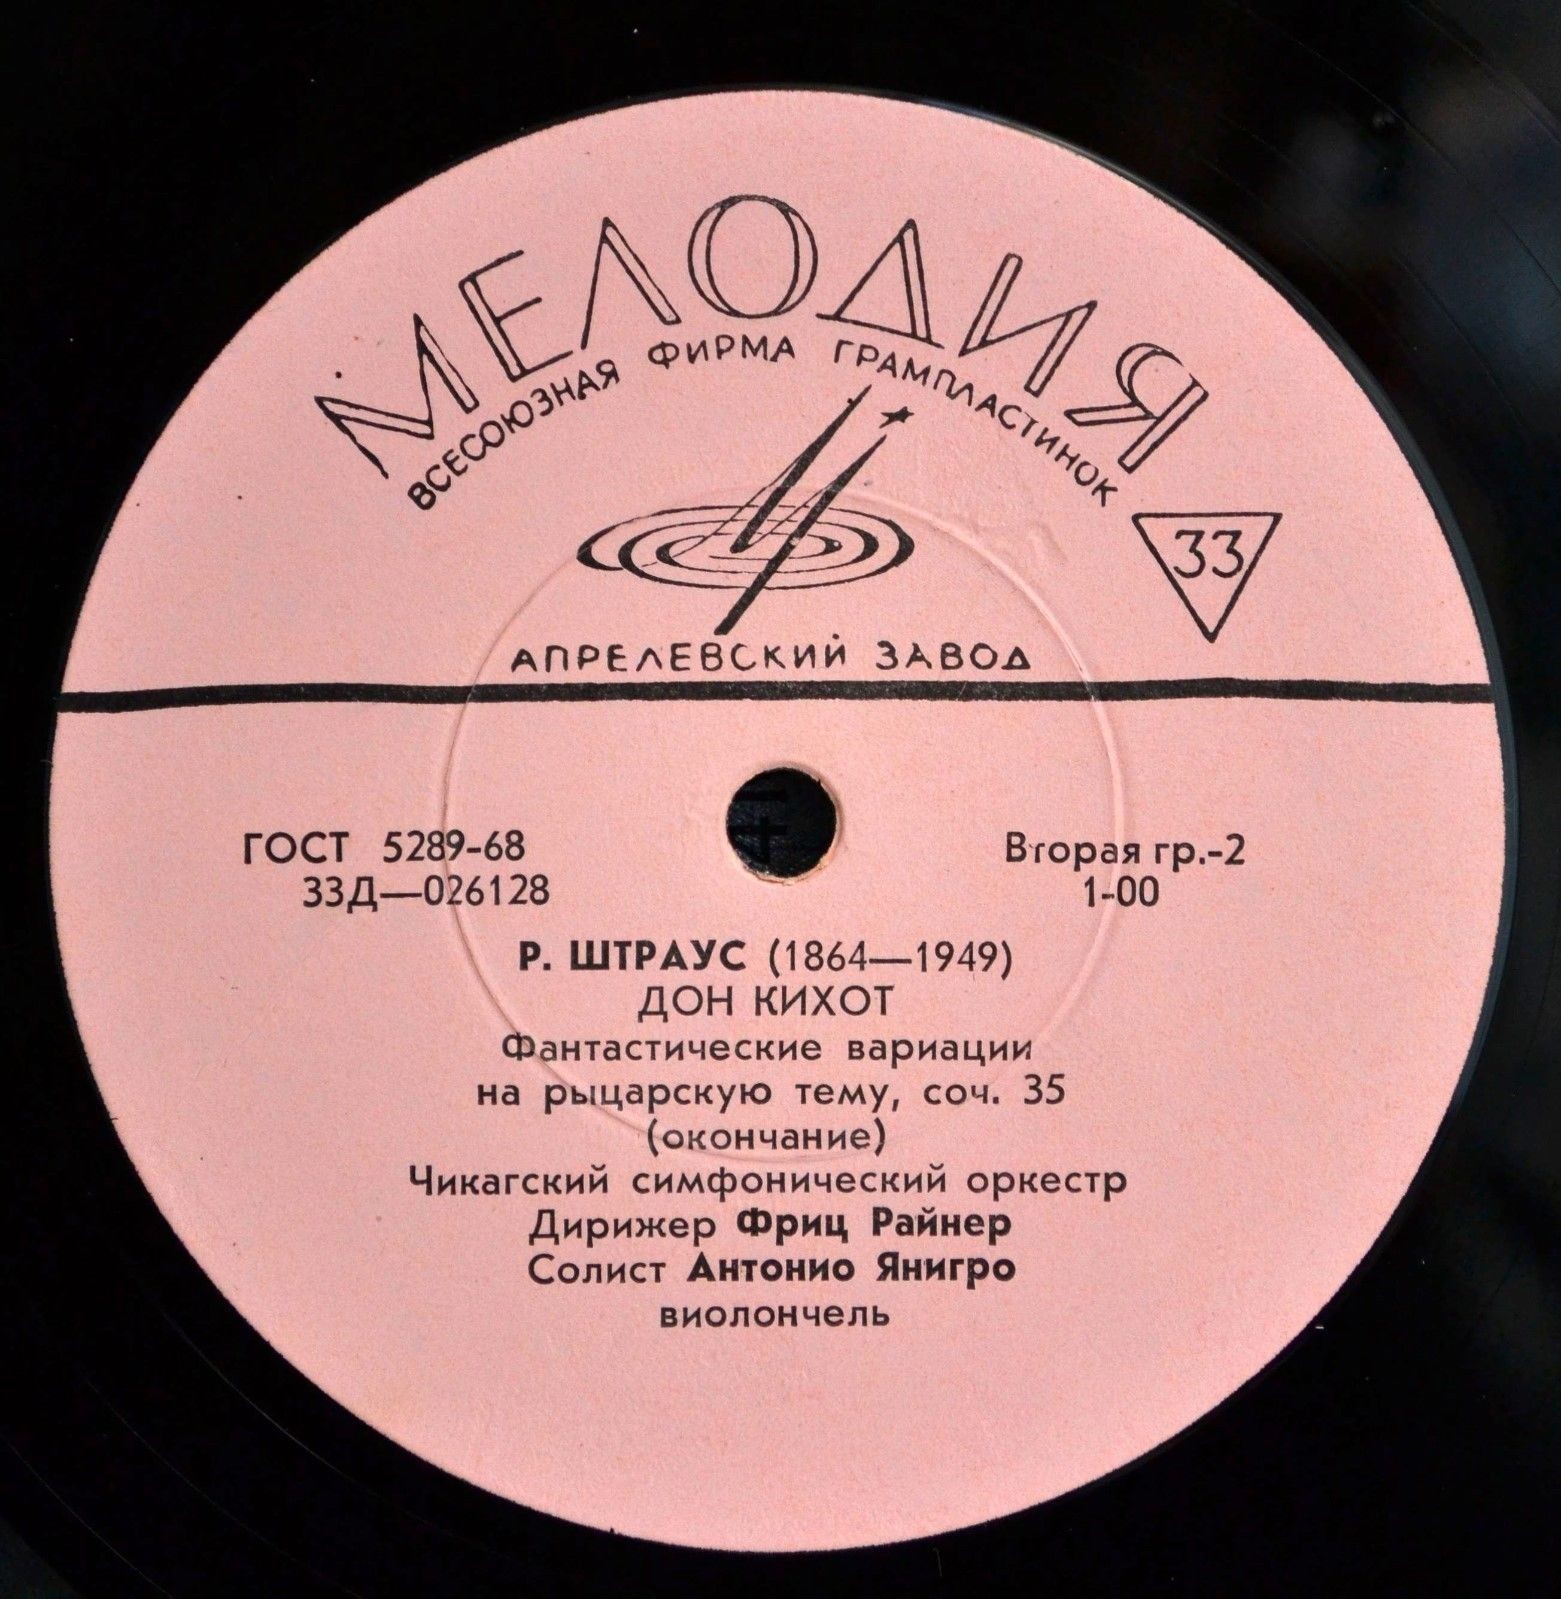 МЕЛОДИЯ
ВСЕСОЮЗНАЯ ФИРМА ГРАМПЛАСТИНОК
33
АПРЕЛЕВСКИЙ ЗАВОД
ГОСТ 5289-68
33Д—026128
Вторая гр.-2
1-00
Р. ШТРАУС (1864—1949)
ДОН КИХОТ
Фантастические вариации
на рыцарскую тему, соч. 35
(окончание)
Чикагский симфонический оркестр
Дирижер Фриц Райнер
Солист Антонио Янигро
виолончель